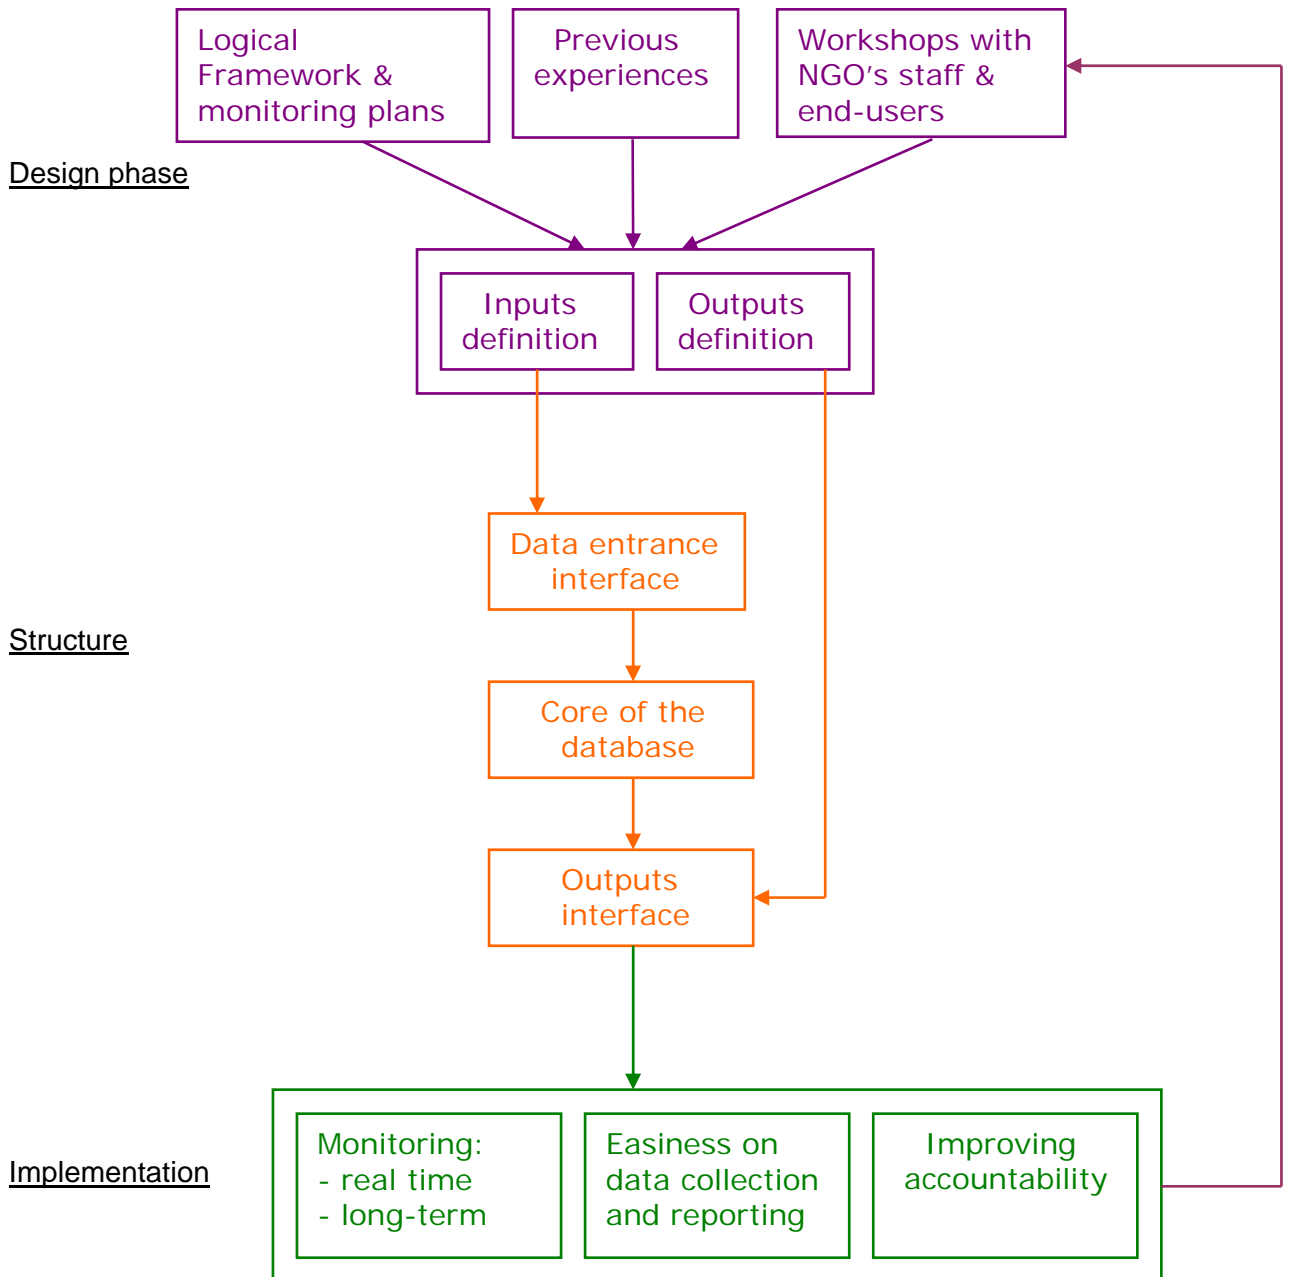 Logical
Framework &
monitoring plans
Previous
experiences
Workshops with
NGO's staff &
end-users
Design phase
Inputs
definition
Outputs
definition
Data entrance
interface
Structure
Core of the
database
Outputs
interface
Implementation
Monitoring:
- real time
- long-term
Easiness on
data collection
and reporting
Improving
accountability